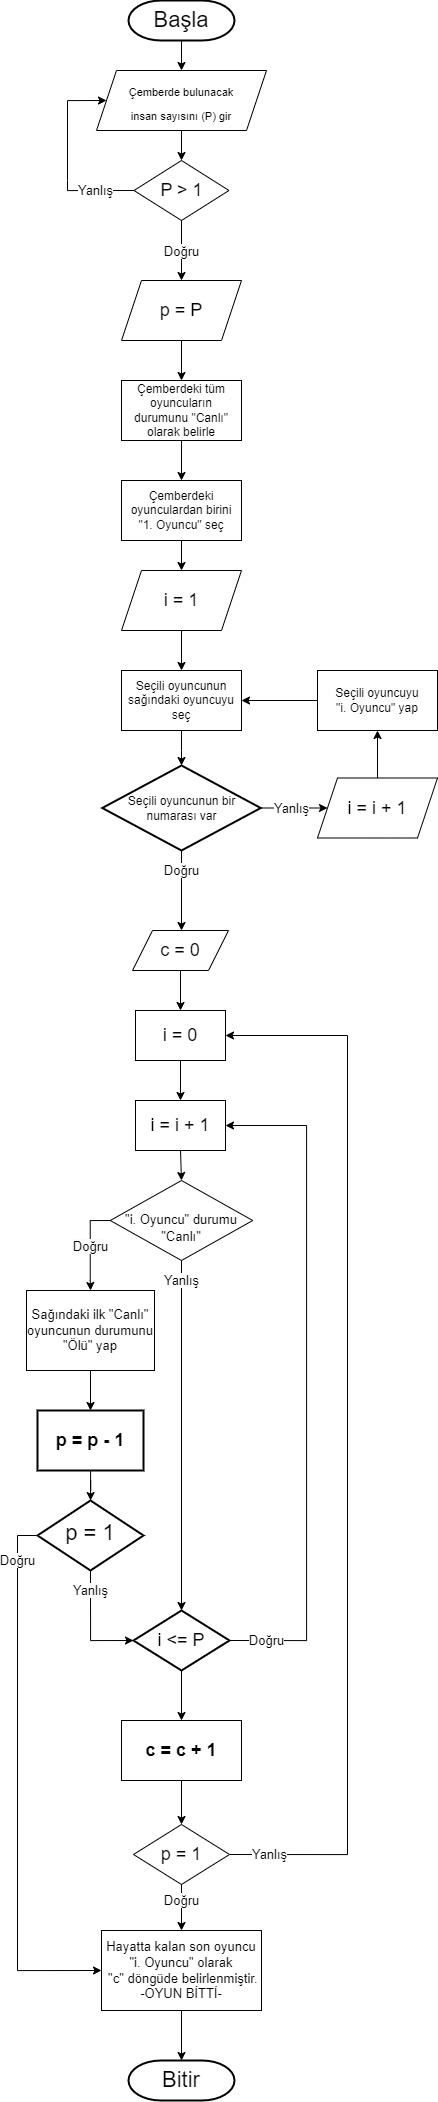 Başla
Çemberde bulunacak
insan sayısını (P) gir
P > 1
Yanlış
Doğru
p = P
Çemberdeki tüm
oyuncuların
durumunu "Canlı"
olarak belirle
Çemberdeki
oyunculardan birini
"1. Oyuncu" seç
i = 1
Seçili oyuncunun
sağındaki oyuncuyu
seç
Seçili oyuncuyu
"i. Oyuncu" yap
Seçili oyuncunun bir
numarası var
Yanlış
i = i + 1
Doğru
c = 0
i = 0
i = i + 1
"i. Oyuncu" durumu
"Canlı"
Doğru
Yanlış
Sağındaki ilk "Canlı"
oyuncunun durumunu
"Ölü" yap
p = p - 1
p = 1
Doğru
Yanlış
i <= P
Doğru
c = c + 1
p = 1
Yanlış
Doğru
Hayatta kalan son oyuncu
"i. Oyuncu" olarak
"c" döngüde belirlenmiştir.
-OYUN BİTTİ-
Bitir